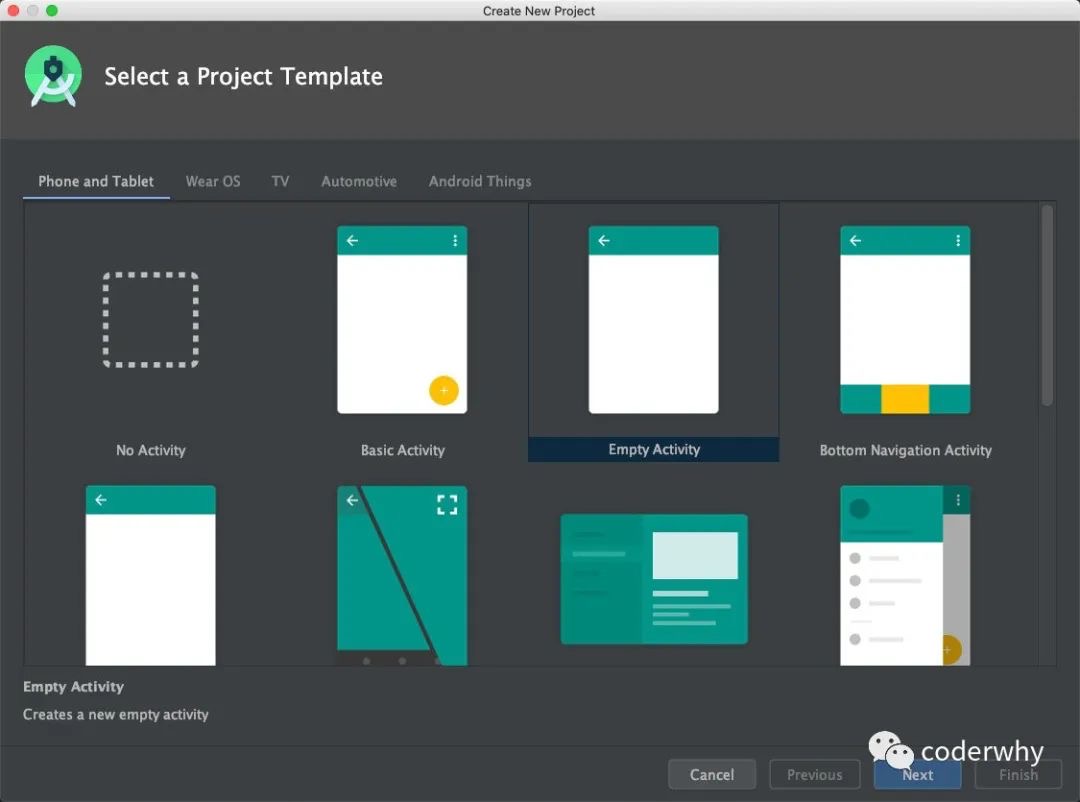 Create New Project
Select a Project Template
Phone and Tablet Wear OS TV Automotive Android Things
No Activity Basic Activity Empty Activity Bottom Navigation Activity
Empty Activity
Creates a new empty activity
coderwhy
Cancel Previous Next Finish